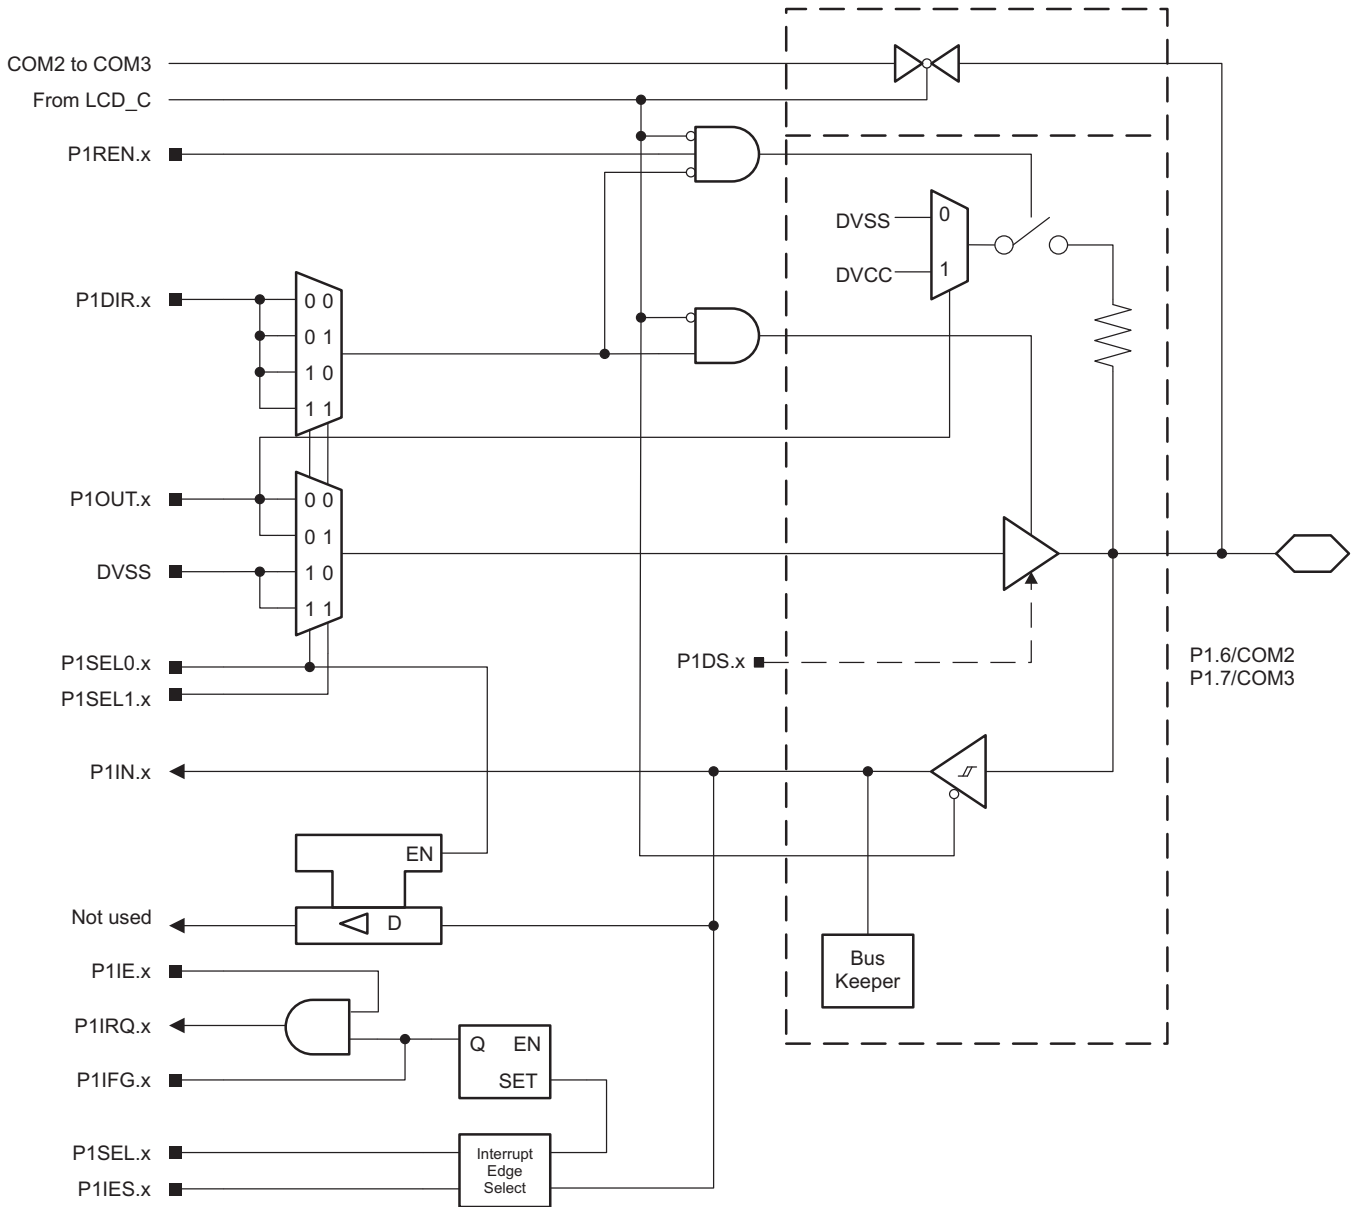 COM2 to COM3
From LCD_C
P1REN.x
DVSS
0
DVCC
1
P1DIR.x
0 0
0 1
1 0
1 1
P1OUT.x
0 0
0 1
DVSS
1 0
1 1
P1SEL0.x
P1SEL1.x
P1DS.x
P1.6/COM2
P1.7/COM3
P1IN.x
EN
Not used
D
Bus
Keeper
P1IE.x
P1IRQ.x
Q
EN
SET
P1IFG.x
P1SEL.x
P1IES.x
Interrupt
Edge
Select